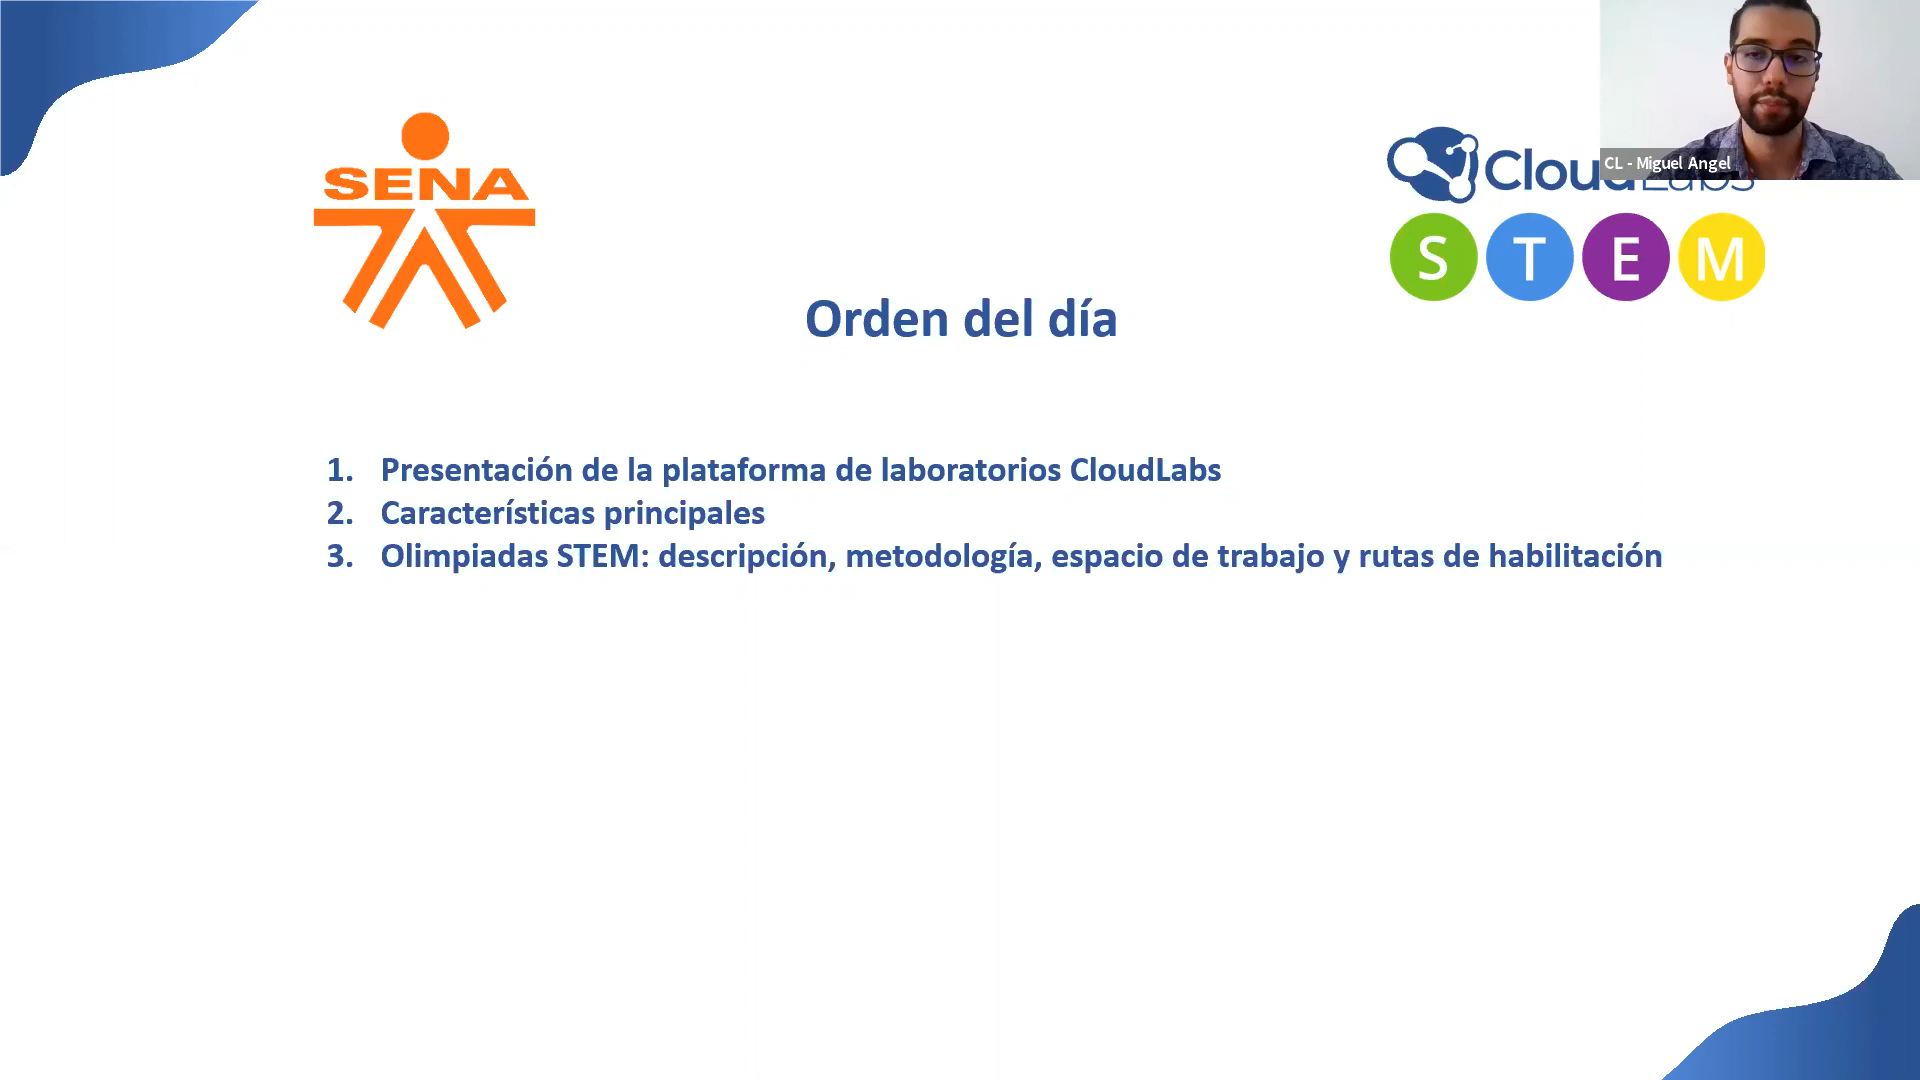 SENA
CloudLabs
CL - Miguel Angel
S T E M
Orden del día
1. Presentación de la plataforma de laboratorios CloudLabs
2. Características principales
3. Olimpiadas STEM: descripción, metodología, espacio de trabajo y rutas de habilitación